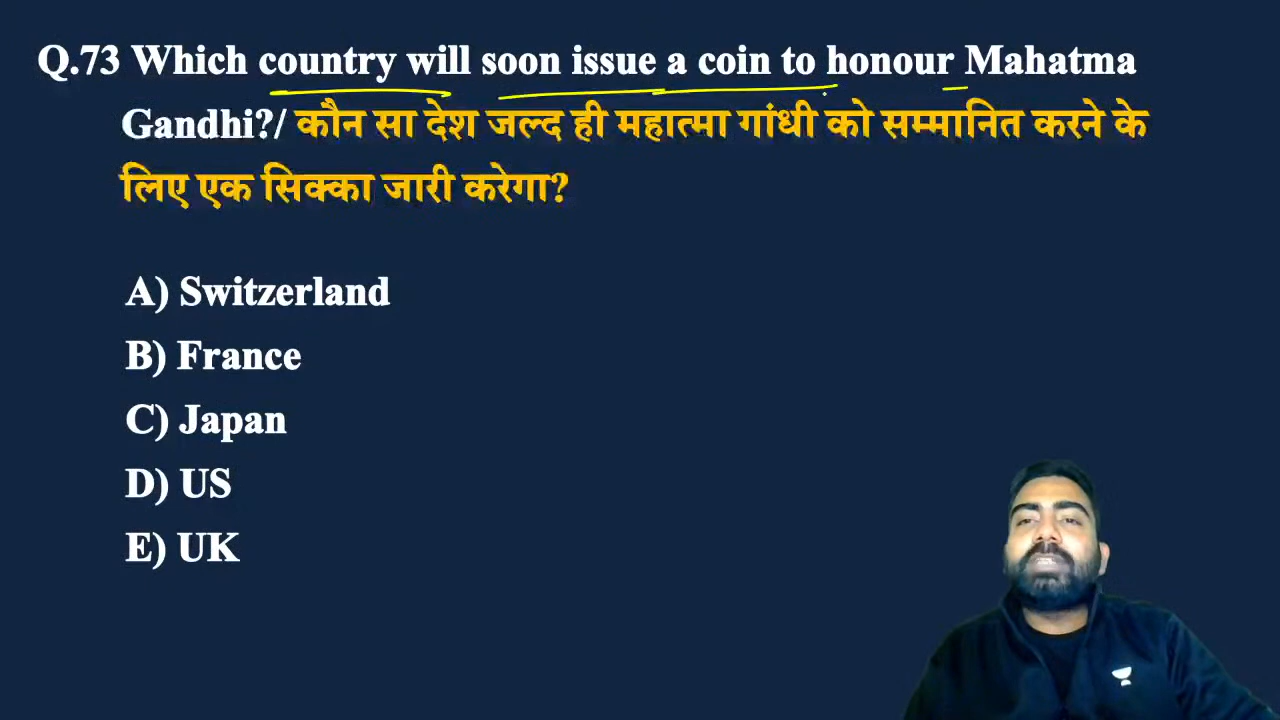 Q.73 Which country will soon issue a coin to honour Mahatma
Gandhi?/ कौन सा देश जल्द ही महात्मा गांधी को सम्मानित करने के
लिए एक सिक्का जारी करेगा?
A) Switzerland
B) France
C) Japan
D) US
E) UK